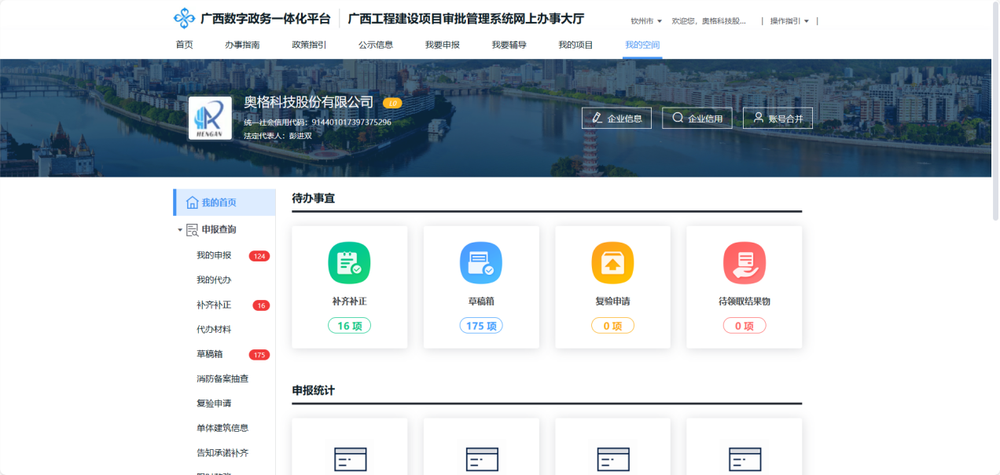 广西数字政务一体化平台 广西工程建设项目审批管理系统网上办事大厅 钦州市 欢迎您，奥格科技股... | 操作指引 |
首页 办事指南 政策指引 公示信息 我要申报 我要辅导 我的项目 我的空间
奥格科技股份有限公司 L0
统一社会信用代码：914401017397375296
法定代表人：彭进双
HENGAN
企业信息 企业信用 账号合并
我的首页
申报查询
我的申报 124
我的代办
补齐补正 16
代办材料
草稿箱 175
消防备案抽查
复验申请
单体建筑信息
告知承诺补齐
待办事宜
补齐补正 草稿箱 复验申请 待领取结果物
16 项 175 项 0 项 0 项
申报统计